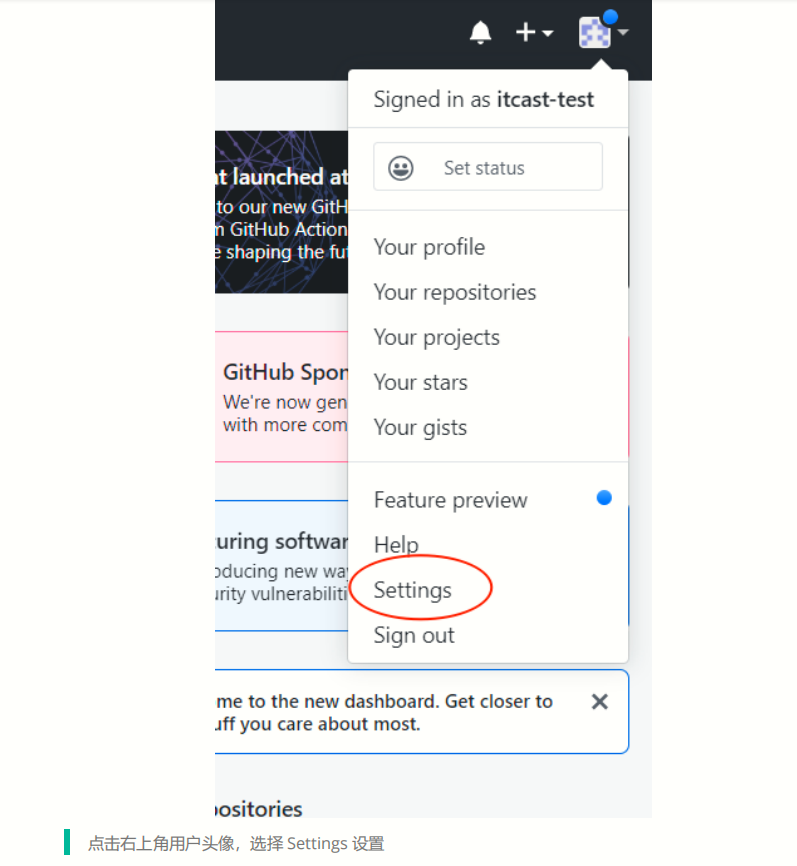 Signed in as itcast-test
Set status
t launched at
to our new GitH
GitHub Action
shaping the fut
Your profile
Your repositories
Your projects
Your stars
Your gists
GitHub Spon
We're now gen
with more com
Feature preview
Help
Settings
Sign out
uring softwar
oducing new way
urity vulnerabiliti
me to the new dashboard. Get closer to
uff you care about most.
ositories
点击右上角用户头像，选择 Settings 设置